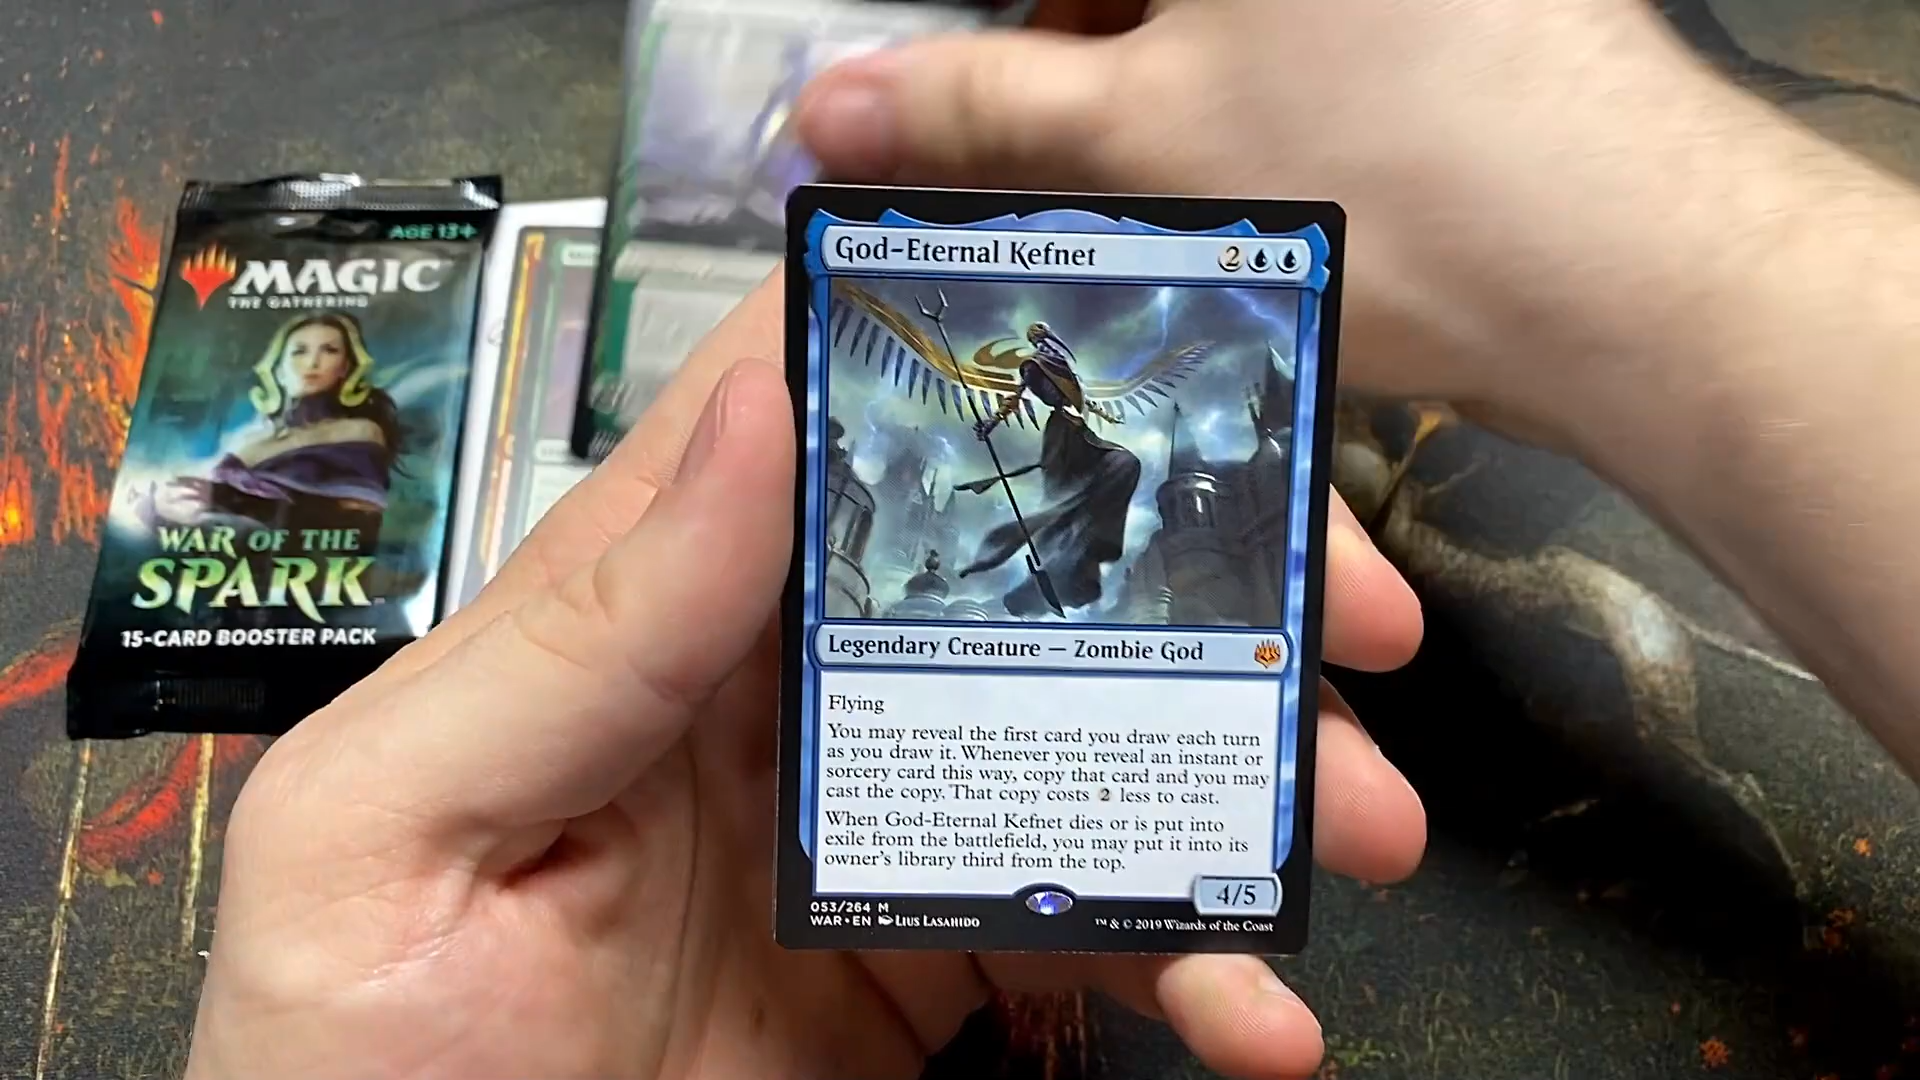 AGE 13+
MAGIC
THE GATHERING
WAR OF THE
SPARK
15-CARD BOOSTER PACK
God-Eternal Kefnet 2
Legendary Creature — Zombie God
Flying
You may reveal the first card you draw each turn
as you draw it. Whenever you reveal an instant or
sorcery card this way, copy that card and you may
cast the copy. That copy costs 2 less to cast.
When God-Eternal Kefnet dies or is put into
exile from the battlefield, you may put it into its
owner's library third from the top.
4/5
053/264 M
WAR • EN Lius Lasahido
™ & © 2019 Wizards of the Coast